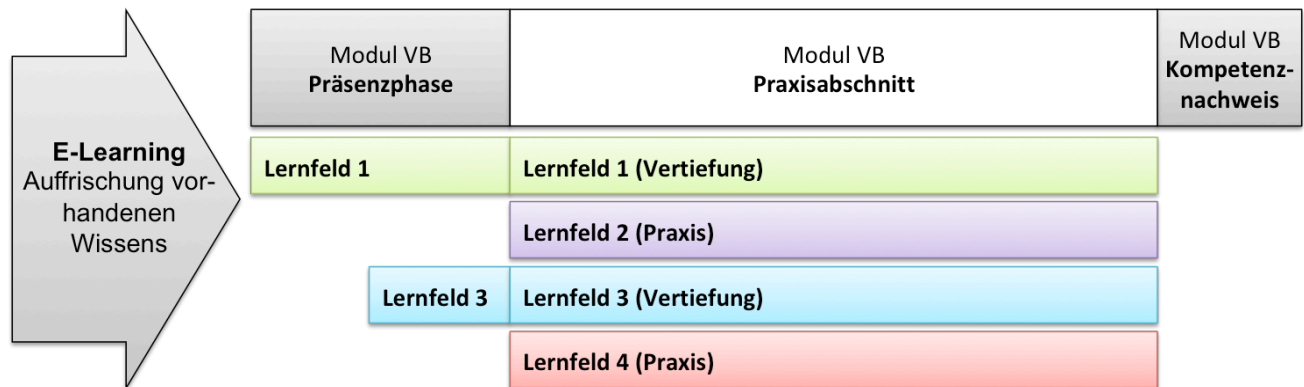 E-Learning
Auffrischung vor-
handenen
Wissens
Modul VB
Präsenzphase
Modul VB
Praxisabschnitt
Modul VB
Kompetenz-
nachweis
Lernfeld 1
Lernfeld 1 (Vertiefung)
Lernfeld 2 (Praxis)
Lernfeld 3
Lernfeld 3 (Vertiefung)
Lernfeld 4 (Praxis)